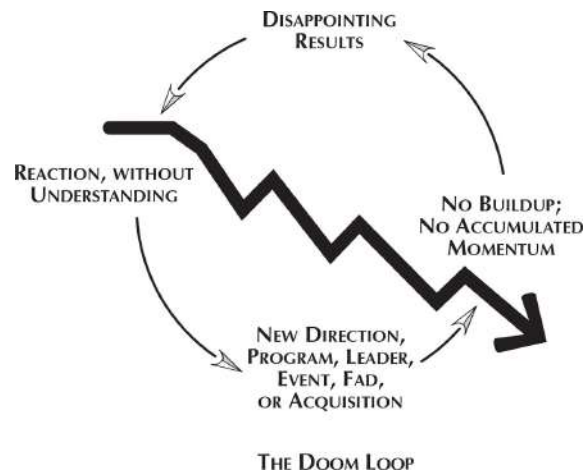 DISAPPOINTING
RESULTS
REACTION, WITHOUT
UNDERSTANDING
NEW DIRECTION,
PROGRAM, LEADER,
EVENT, FAD,
OR ACQUISITION
NO BUILDUP;
NO ACCUMULATED
MOMENTUM
THE DOOM LOOP